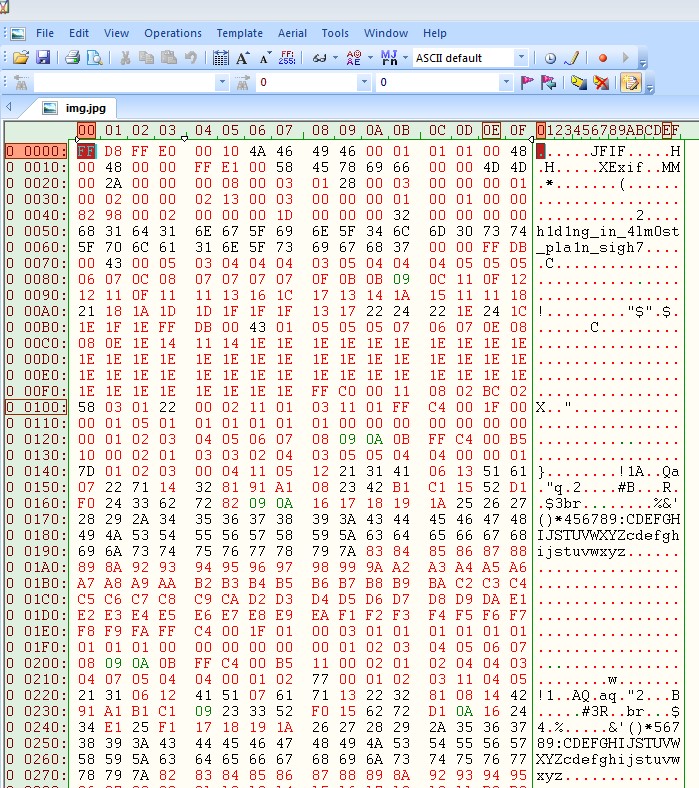 File Edit View Operations Template Aerial Tools Window Help
ASCII default
0 0
img.jpg
00 01 02 03 04 05 06 07 08 09 0A 0B 0C 0D 0E 0F 0123456789ABCDEF
0 0000: FF D8 FF E0 00 10 4A 46 49 46 00 01 01 01 00 48 ......JFIF.....H
0 0010: 00 48 00 00 FF E1 00 58 45 78 69 66 00 00 4D 4D .H.....XExif..MM
0 0020: 00 2A 00 00 00 08 00 03 01 28 00 03 00 00 00 01 .*.......(......
0 0030: 00 02 00 00 02 13 00 03 00 00 00 01 00 01 00 00 ................
0 0040: 82 98 00 02 00 00 00 1D 00 00 00 32 00 00 00 00 ...........2....
0 0050: 68 31 64 31 6E 67 5F 69 6E 5F 34 6C 6D 30 73 74 h1d1ng_in_4lm0st
0 0060: 5F 70 6C 61 31 6E 5F 73 69 67 68 37 00 00 FF DB _pla1n_sigh7....
0 0070: 00 43 00 05 03 04 04 04 03 05 04 04 04 05 05 05 .C..............
0 0080: 06 07 0C 08 07 07 07 07 0F 0B 0B 09 0C 11 0F 12 ................
0 0090: 12 11 0F 11 11 13 16 1C 17 13 14 1A 15 11 11 18 ................
0 00A0: 21 18 1A 1D 1D 1F 1F 1F 13 17 22 24 22 1E 24 1C !........."$".$.
0 00B0: 1E 1F 1E FF DB 00 43 01 05 05 05 07 06 07 0E 08 ......C.........
0 00C0: 08 0E 1E 14 11 14 1E 1E 1E 1E 1E 1E 1E 1E 1E 1E ................
0 00D0: 1E 1E 1E 1E 1E 1E 1E 1E 1E 1E 1E 1E 1E 1E 1E 1E ................
0 00E0: 1E 1E 1E 1E 1E 1E 1E 1E 1E 1E 1E 1E 1E 1E 1E 1E ................
0 00F0: 1E 1E 1E 1E 1E 1E 1E 1E FF C0 00 11 08 02 BC 02 ................
0 0100: 58 03 01 22 00 02 11 01 03 11 01 FF C4 00 1F 00 X.."............
0 0110: 00 01 05 01 01 01 01 01 01 00 00 00 00 00 00 00 ................
0 0120: 00 01 02 03 04 05 06 07 08 09 0A 0B FF C4 00 B5 ................
0 0130: 10 00 02 01 03 03 02 04 03 05 05 04 04 00 00 01 ................
0 0140: 7D 01 02 03 00 04 11 05 12 21 31 41 06 13 51 61 }........!1A..Qa
0 0150: 07 22 71 14 32 81 91 A1 08 23 42 B1 C1 15 52 D1 ."q.2....#B...R.
0 0160: F0 24 33 62 72 82 09 0A 16 17 18 19 1A 25 26 27 .$3br........%&'
0 0170: 28 29 2A 34 35 36 37 38 39 3A 43 44 45 46 47 48 ()*456789:CDEFGH
0 0180: 49 4A 53 54 55 56 57 58 59 5A 63 64 65 66 67 68 IJSTUVWXYZcdefgh
0 0190: 69 6A 73 74 75 76 77 78 79 7A 83 84 85 86 87 88 ijstuvwxyz......
0 01A0: 89 8A 92 93 94 95 96 97 98 99 9A A2 A3 A4 A5 A6 ................
0 01B0: A7 A8 A9 AA B2 B3 B4 B5 B6 B7 B8 B9 BA C2 C3 C4 ................
0 01C0: C5 C6 C7 C8 C9 CA D2 D3 D4 D5 D6 D7 D8 D9 DA E1 ................
0 01D0: E2 E3 E4 E5 E6 E7 E8 E9 EA F1 F2 F3 F4 F5 F6 F7 ................
0 01E0: F8 F9 FA FF C4 00 1F 01 00 03 01 01 01 01 01 01 ................
0 01F0: 01 01 01 00 00 00 00 00 00 01 02 03 04 05 06 07 ................
0 0200: 08 09 0A 0B FF C4 00 B5 11 00 02 01 02 04 04 03 ................
0 0210: 04 07 05 04 04 00 01 02 77 00 01 02 03 11 04 05 ........w.......
0 0220: 21 31 06 12 41 51 07 61 71 13 22 32 81 08 14 42 !1..AQ.aq."2...B
0 0230: 91 A1 B1 C1 09 23 33 52 F0 15 62 72 D1 0A 16 24 .....#3R..br...$
0 0240: 34 E1 25 F1 17 18 19 1A 26 27 28 29 2A 35 36 37 4.%.....&'()*567
0 0250: 38 39 3A 43 44 45 46 47 48 49 4A 53 54 55 56 57 89:CDEFGHIJSTUVW
0 0260: 58 59 5A 63 64 65 66 67 68 69 6A 73 74 75 76 77 XYZcdefghijstuvw
0 0270: 78 79 7A 82 83 84 85 86 87 88 89 8A 92 93 94 95 xyz.............